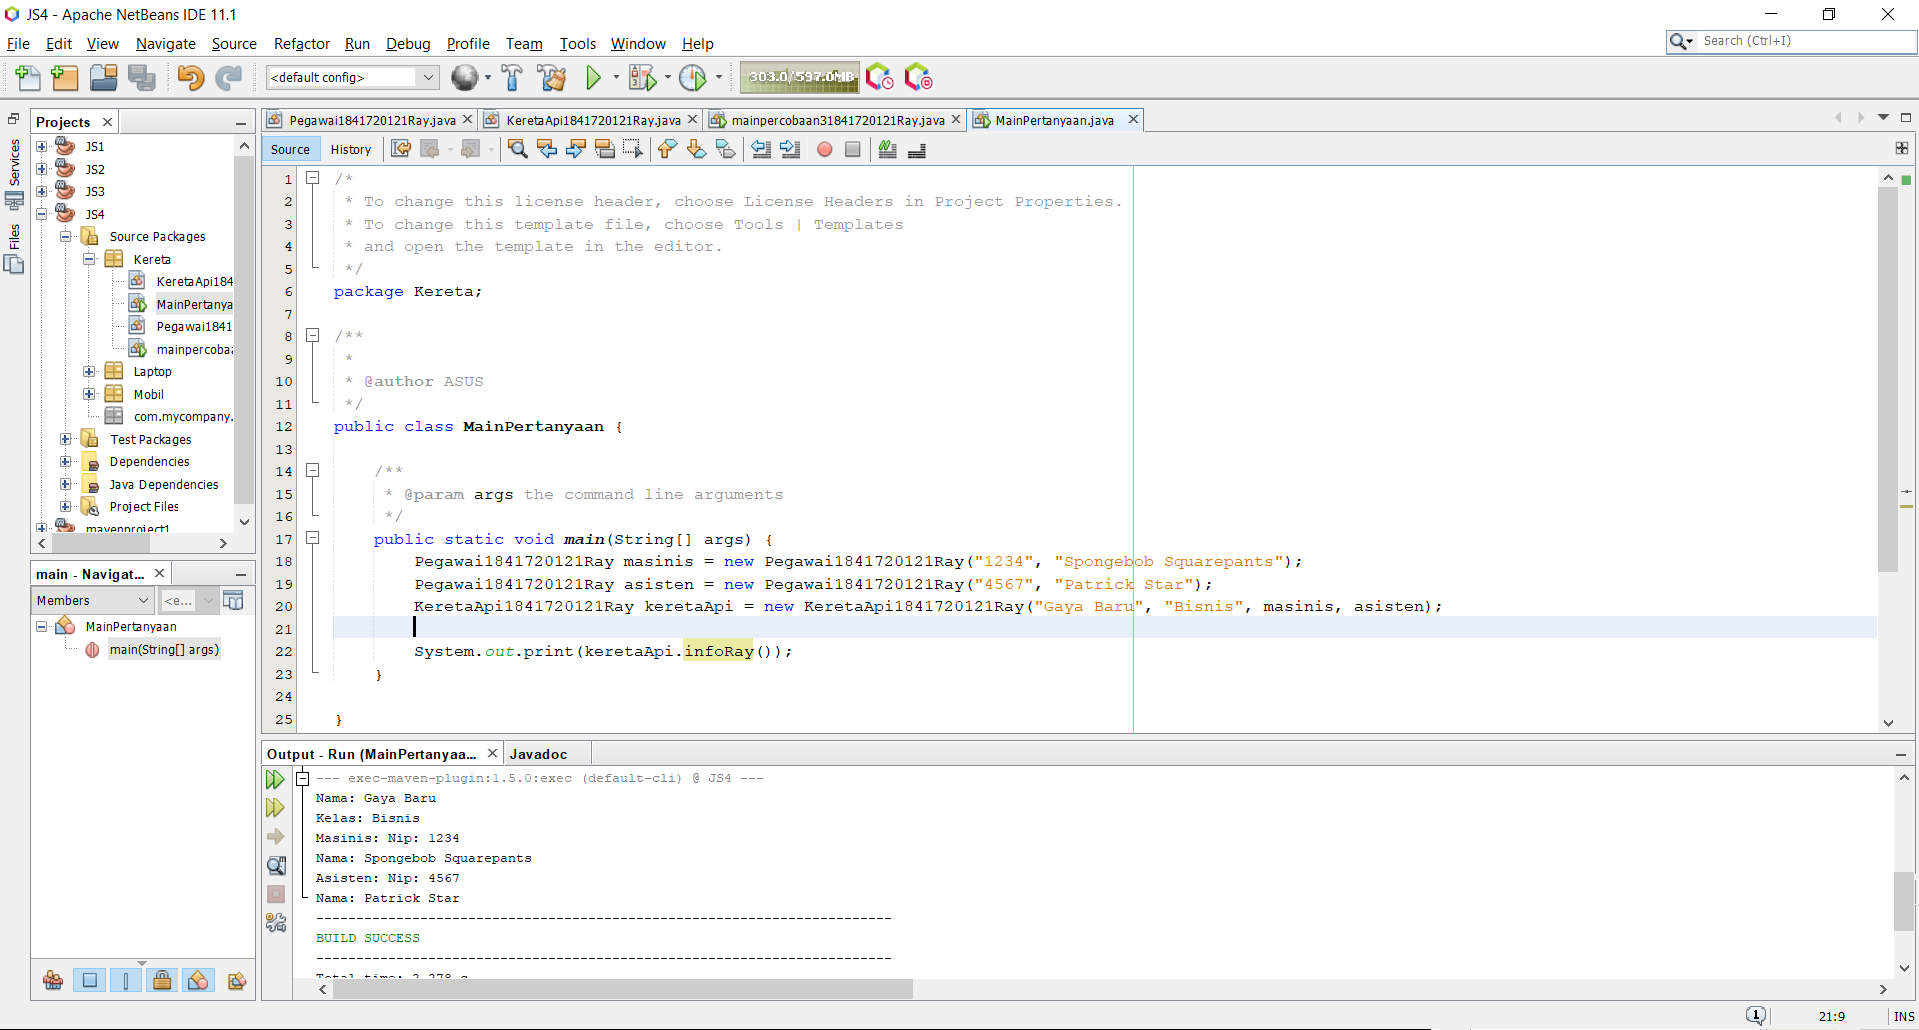 JS4 - Apache NetBeans IDE 11.1
File Edit View Navigate Source Refactor Run Debug Profile Team Tools Window Help
Search (Ctrl+I)
<default config>
303.0/597.0MB
Services
Files
Projects
JS1
JS2
JS3
JS4
Source Packages
Kereta
KeretaApi184
MainPertanya
Pegawai1841
mainpercoba
Laptop
Mobil
com.mycompany.
Test Packages
Dependencies
Java Dependencies
Project Files
mavenproject1
main - Navigat...
Members
<e...
MainPertanyaan
main(String[] args)
Pegawai1841720121Ray.java KeretaApi1841720121Ray.java mainpercobaan31841720121Ray.java MainPertanyaan.java
Source History
1 /*
2 * To change this license header, choose License Headers in Project Properties.
3 * To change this template file, choose Tools | Templates
4 * and open the template in the editor.
5 */
6 package Kereta;
7
8 /**
9 *
10 * @author ASUS
11 */
12 public class MainPertanyaan {
13
14 /**
15 * @param args the command line arguments
16 */
17 public static void main(String[] args) {
18 Pegawai1841720121Ray masinis = new Pegawai1841720121Ray("1234", "Spongebob Squarepants");
19 Pegawai1841720121Ray asisten = new Pegawai1841720121Ray("4567", "Patrick Star");
20 KeretaApi1841720121Ray keretaApi = new KeretaApi1841720121Ray("Gaya Baru", "Bisnis", masinis, asisten);
21
22 System.out.print(keretaApi.infoRay());
23 }
24
25 }
Output - Run (MainPertanyaa... Javadoc
--- exec-maven-plugin:1.5.0:exec (default-cli) @ JS4 ---
Nama: Gaya Baru
Kelas: Bisnis
Masinis: Nip: 1234
Nama: Spongebob Squarepants
Asisten: Nip: 4567
Nama: Patrick Star
------------------------------------------------------------------------
BUILD SUCCESS
------------------------------------------------------------------------
Total time: 3.278 s
1
21:9 INS